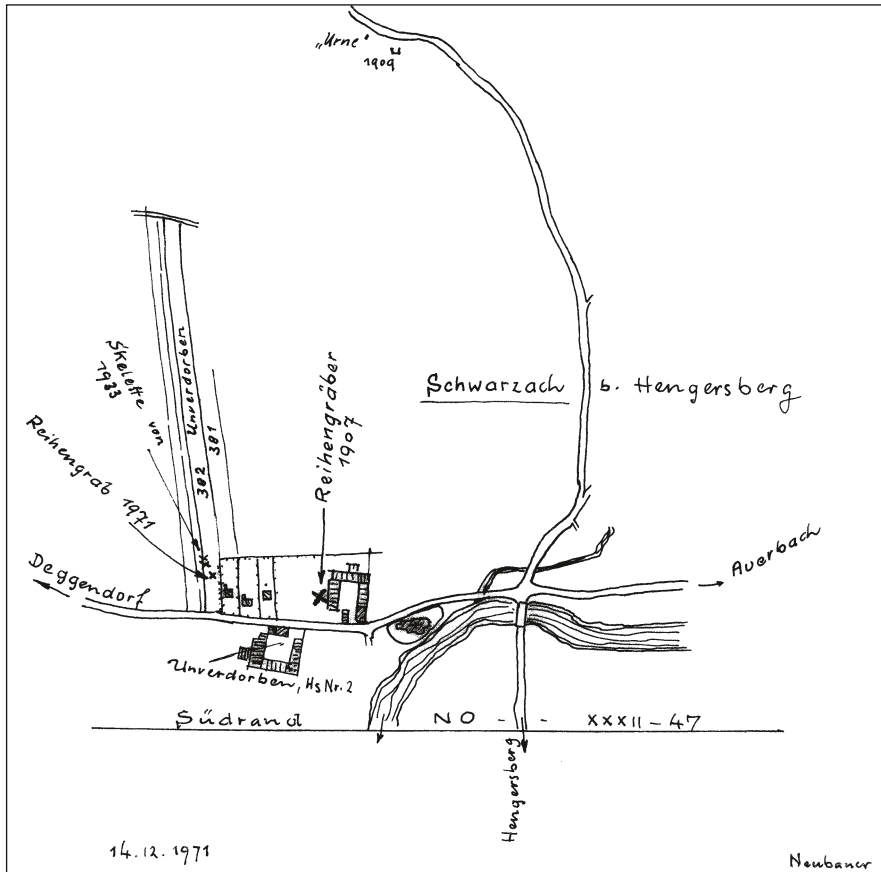 „Urne"
1909
Schwarzach b. Hengersberg
Skelette von
1933
Unverdorben
382
381
Reihengräber
1907
Reihengrab 1971
Deggendorf
Auerbach
Unverdorben, Hs Nr. 2
Südrand NO - - XXXII - 47
Hengersberg
14.12.1971
Neubauer